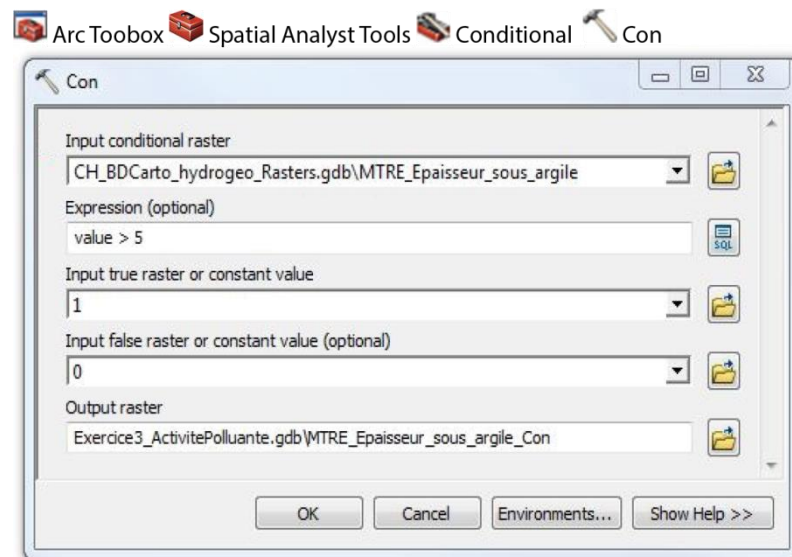 Arc Toobox Spatial Analyst Tools Conditional Con
Con
Input conditional raster
CH_BDCarto_hydrogeo_Rasters.gdb\MTRE_Epaisseur_sous_argile
Expression (optional)
value > 5
SQL
Input true raster or constant value
1
Input false raster or constant value (optional)
0
Output raster
Exercice3_ActivitePolluante.gdb\MTRE_Epaisseur_sous_argile_Con
OK Cancel Environments... Show Help >>